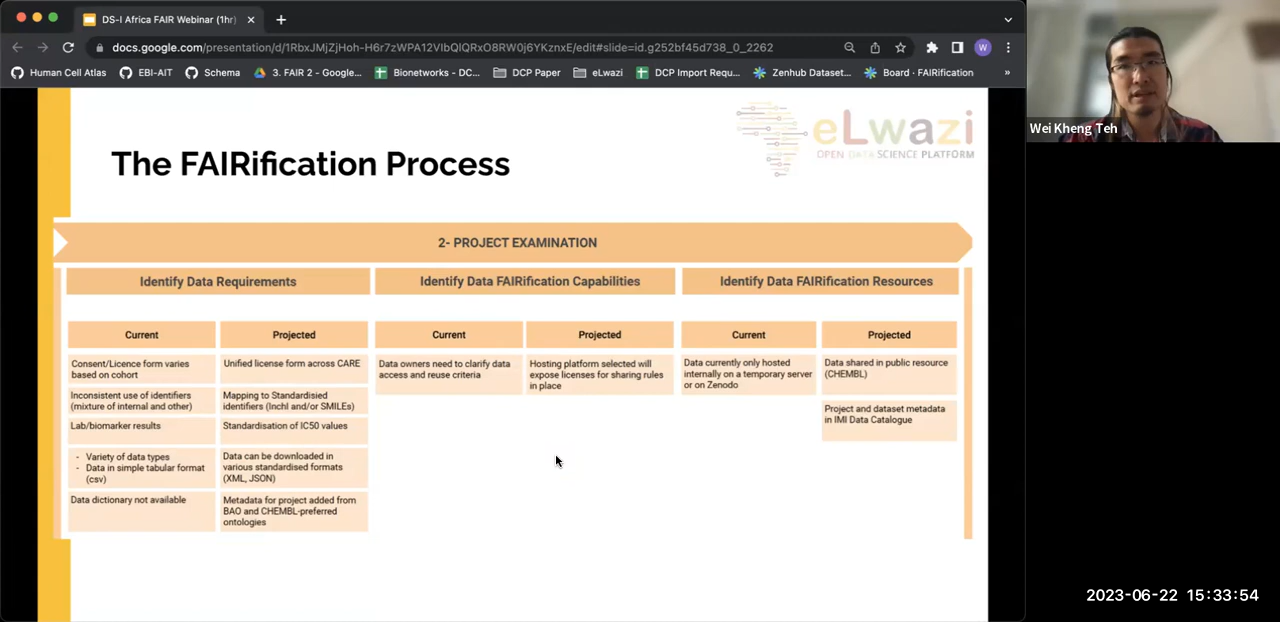 DS-I Africa FAIR Webinar (1hr)
docs.google.com/presentation/d/1RbxJMjZjHoh-H6r7zWPA12VIbQIQRxO8RW0j6YKznxE/edit#slide=id.g252bf45d738_0_2262
W
Human Cell Atlas
EBI-AIT
Schema
3. FAIR 2 - Google...
Bionetworks - DC...
DCP Paper
eLwazi
DCP Import Requ...
Zenhub Dataset...
Board · FAIRification
»
eLwazi
OPEN DATA SCIENCE PLATFORM
The FAIRification Process
2- PROJECT EXAMINATION
Identify Data Requirements
Current
Projected
Consent/Licence form varies
based on cohort
Unified license form across CARE
Inconsistent use of identifiers
(mixture of internal and other)
Mapping to Standardisied
identifiers (InchI and/or SMILEs)
Lab/biomarker results
Standardisation of IC50 values
- Variety of data types
- Data in simple tabular format
(csv)
Data can be downloaded in
various standardised formats
(XML, JSON)
Data dictionary not available
Metadata for project added from
BAO and CHEMBL-preferred
ontologies
Identify Data FAIRification Capabilities
Current
Projected
Data owners need to clarify data
access and reuse criteria
Hosting platform selected will
expose licenses for sharing rules
in place
Identify Data FAIRification Resources
Current
Projected
Data currently only hosted
internally on a temporary server
or on Zenodo
Data shared in public resource
(CHEMBL)
Project and dataset metadata
in IMI Data Catalogue
Wei Kheng Teh
2023-06-22 15:33:54